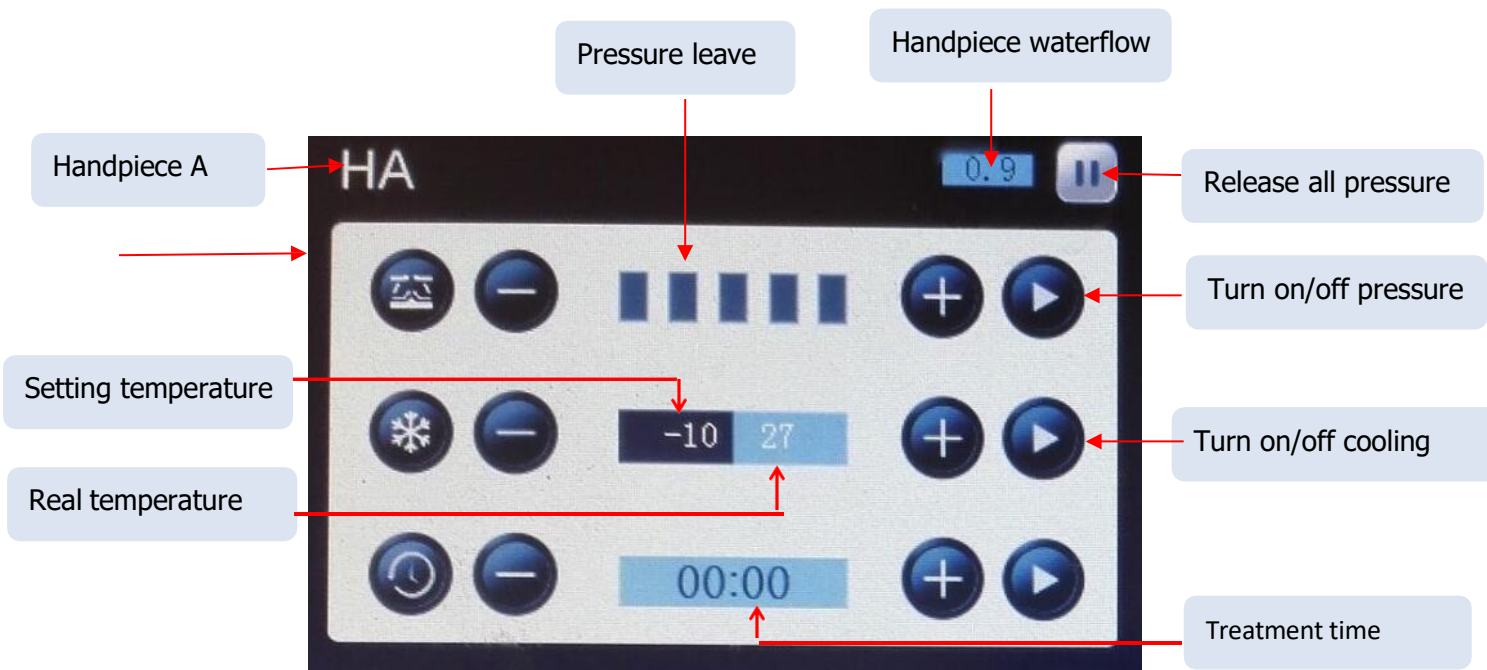 Pressure leave
Handpiece waterflow
Handpiece A
HA
0.9
Release all pressure
Turn on/off pressure
Setting temperature
-10 27
Turn on/off cooling
Real temperature
00:00
Treatment time